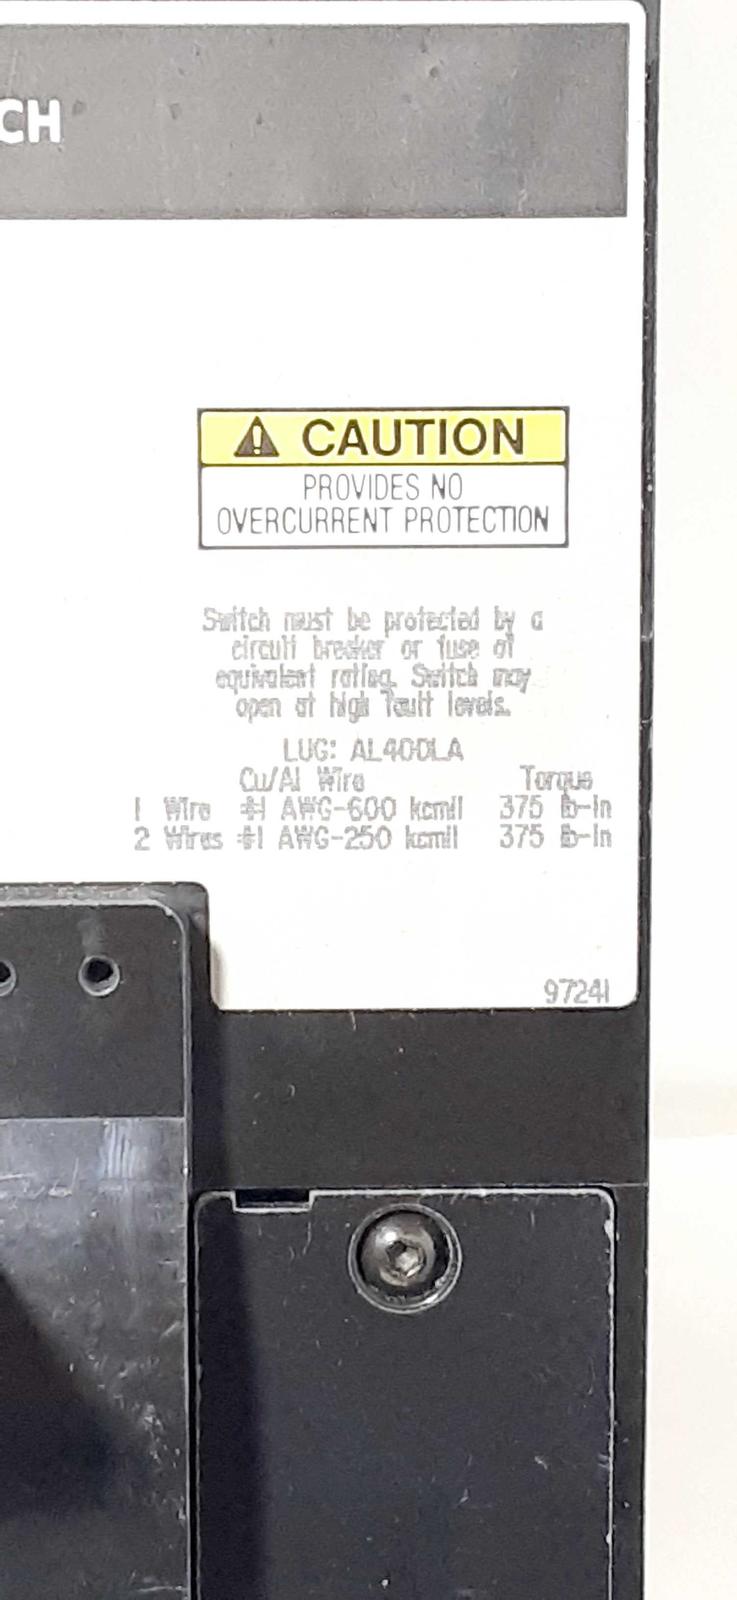 CH
CAUTION
PROVIDES NO
OVERCURRENT PROTECTION
Switch must be protected by a
circuit breaker or fuse of
equivalent rating. Switch may
open at high fault levels.
LUG: AL400LA
Cu/Al Wire Torque
1 Wire #1 AWG-600 kcmil 375 lb-in
2 Wires #1 AWG-250 kcmil 375 lb-in
97241